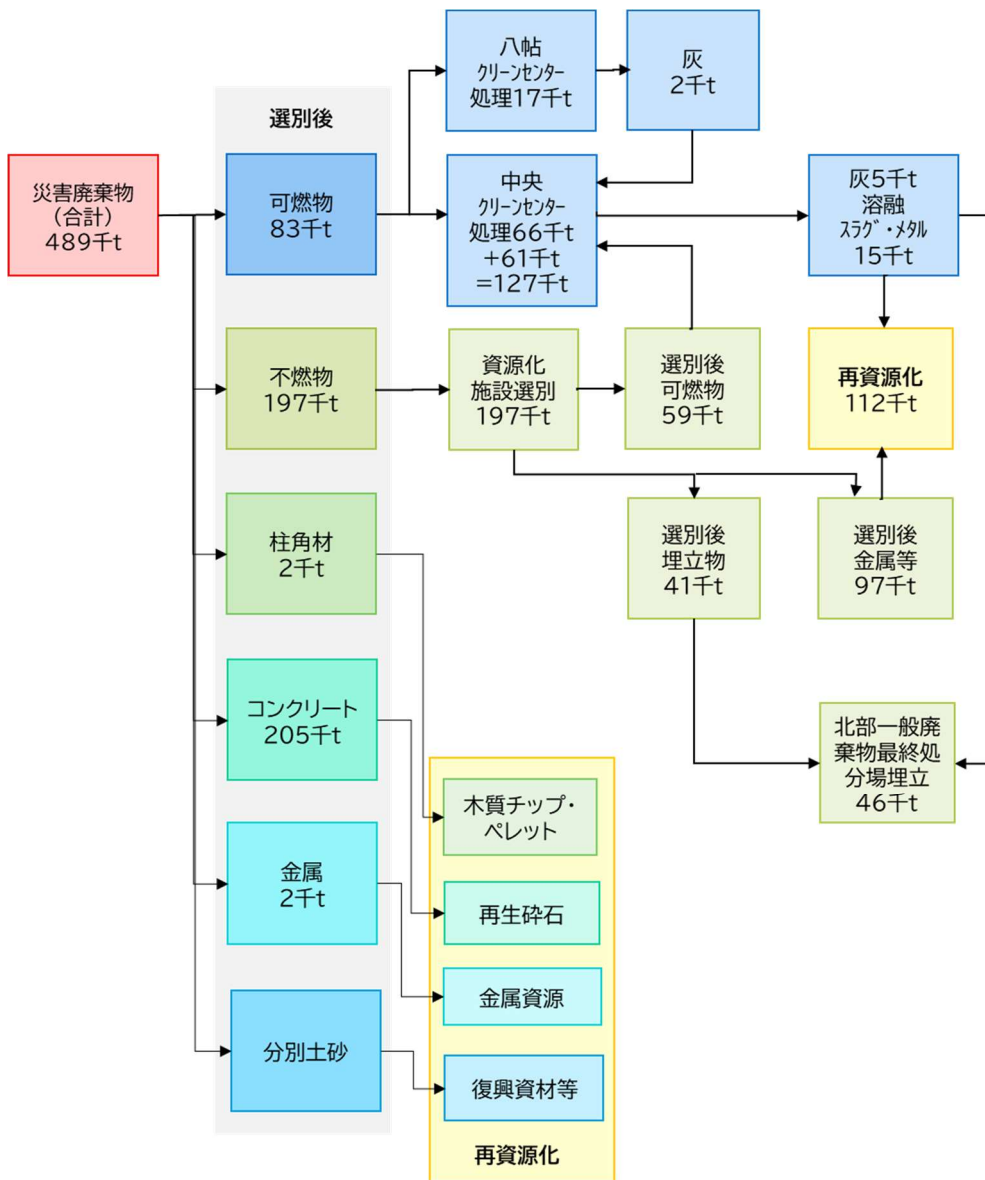 八帖
クリーンセンター
処理17千t
灰
2千t
選別後
災害廃棄物
(合計)
489千t
可燃物
83千t
中央
クリーンセンター
処理66千t
+61千t
=127千t
灰5千t
溶融
スラグ・メタル
15千t
不燃物
197千t
資源化
施設選別
197千t
選別後
可燃物
59千t
再資源化
112千t
柱角材
2千t
選別後
埋立物
41千t
選別後
金属等
97千t
コンクリート
205千t
北部一般廃
棄物最終処
分場埋立
46千t
木質チップ・
ペレット
金属
2千t
再生砕石
金属資源
分別土砂
復興資材等
再資源化